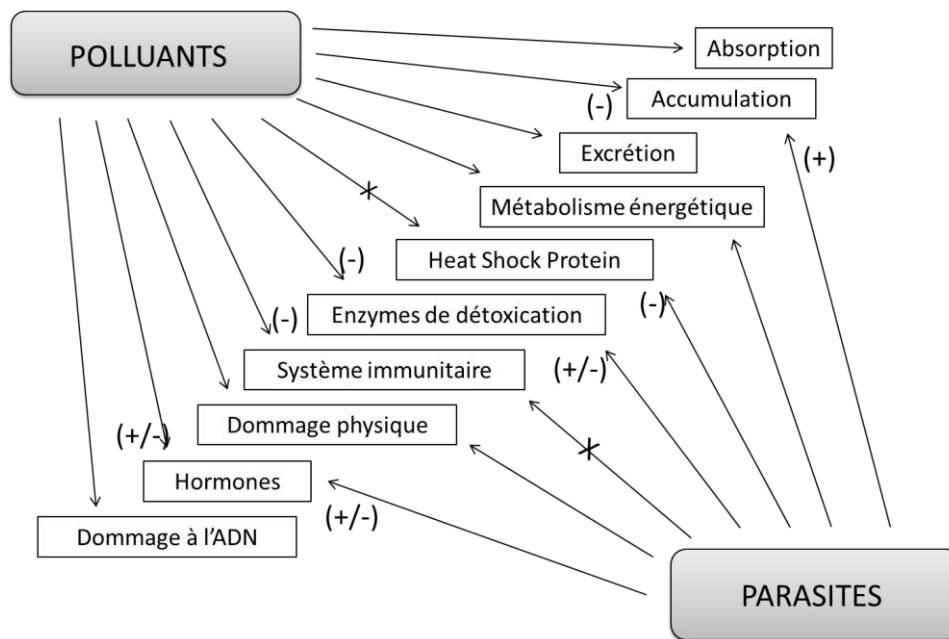 POLLUANTS
Absorption
(-)
Accumulation
Excrétion
(+)
Métabolisme énergétique
(-)
Heat Shock Protein
(-)
(-)
Enzymes de détoxication
Système immunitaire
(+/-)
Dommage physique
(+/-)
Hormones
(+/-)
Dommage à l'ADN
PARASITES